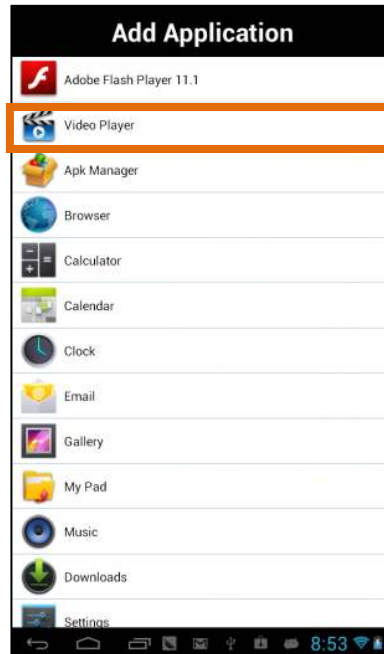 Add Application
Adobe Flash Player 11.1
Video Player
Apk Manager
Browser
Calculator
Calendar
Clock
Email
Gallery
My Pad
Music
Downloads
Settings
8:53